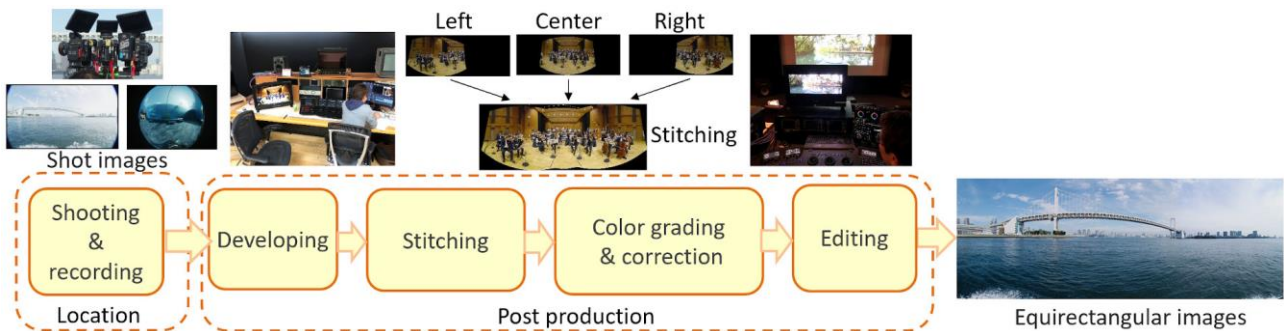 Left
Center
Right
Stitching
Shot images
Shooting
&
recording
Developing
Stitching
Color grading
& correction
Editing
Location
Post production
Equirectangular images